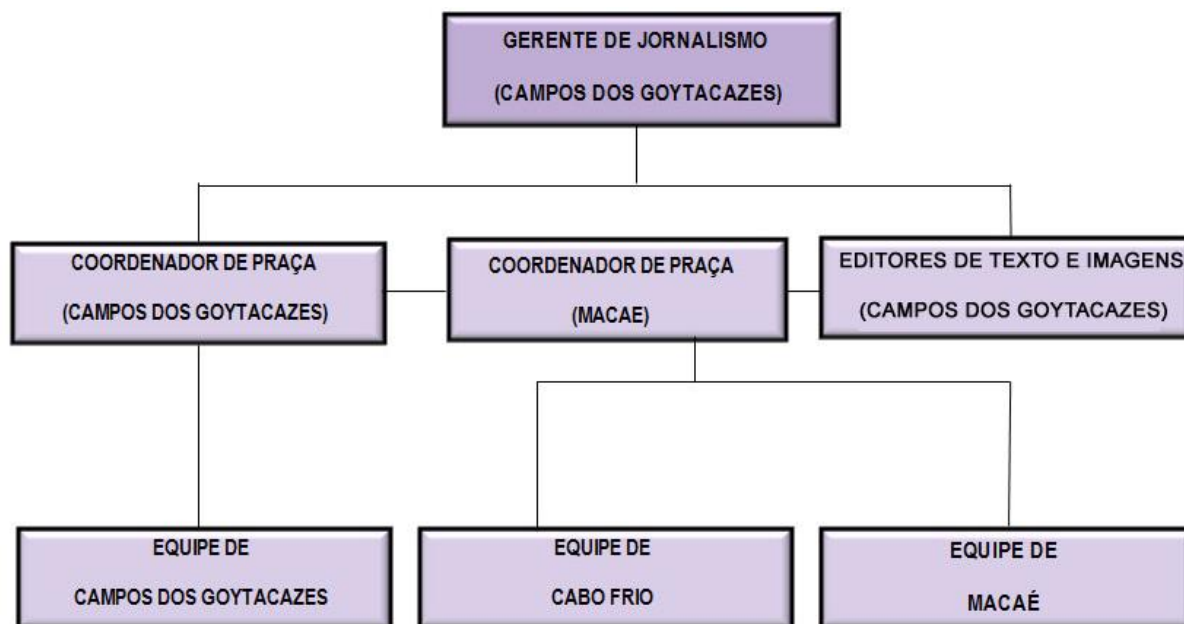 GERENTE DE JORNALISMO
(CAMPOS DOS GOYTACAZES)
COORDENADOR DE PRAÇA
(CAMPOS DOS GOYTACAZES)
COORDENADOR DE PRAÇA
(MACAE)
EDITORES DE TEXTO E IMAGENS
(CAMPOS DOS GOYTACAZES)
EQUIPE DE
CAMPOS DOS GOYTACAZES
EQUIPE DE
CABO FRIO
EQUIPE DE
MACAÉ